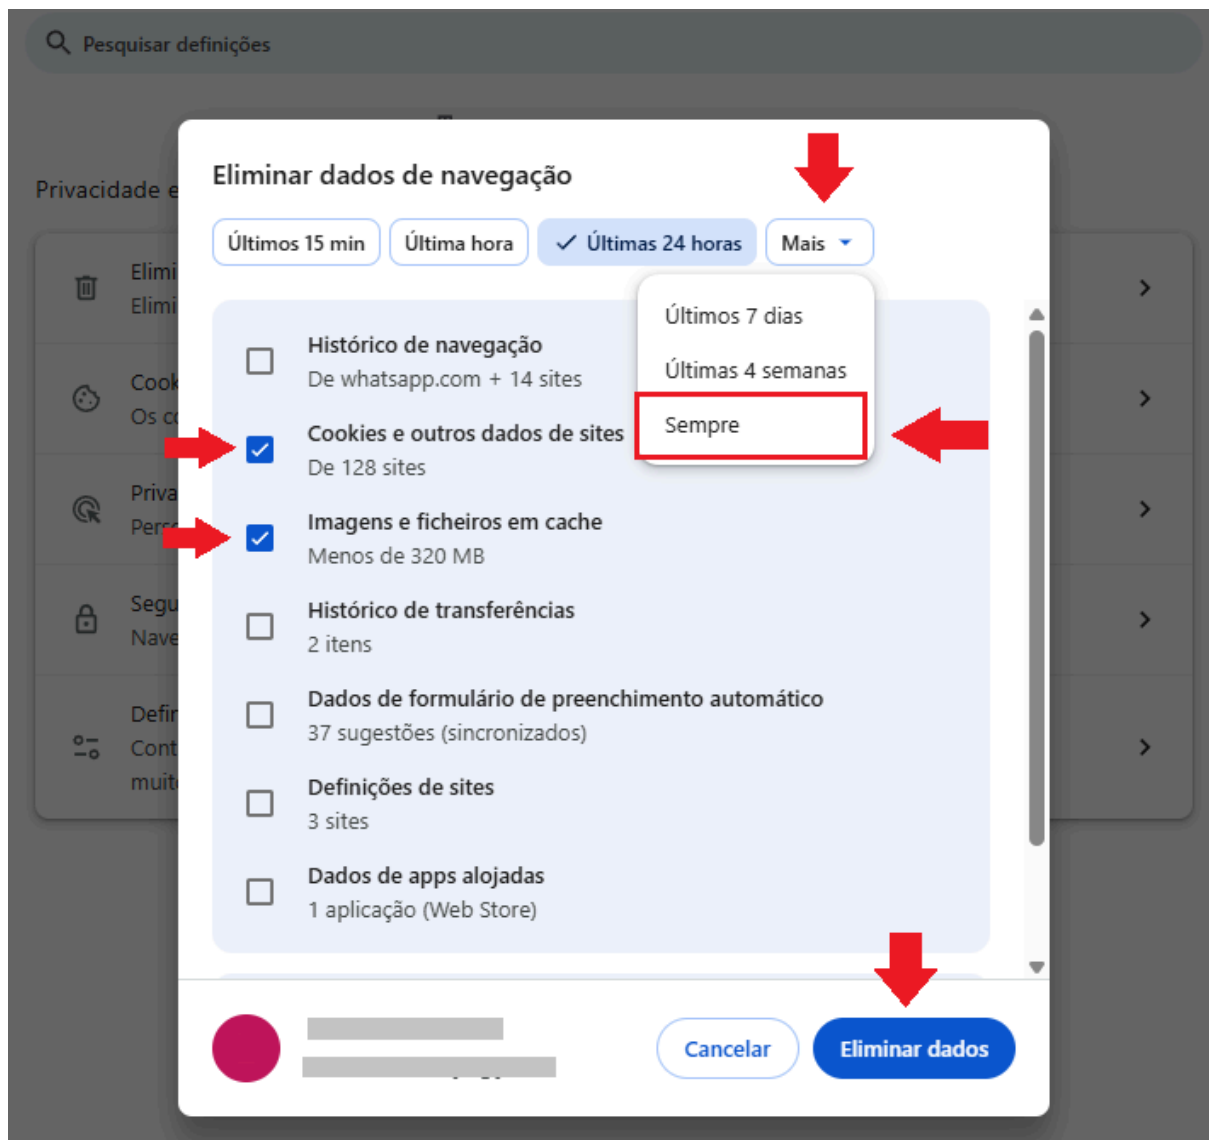 Pesquisar definições
Eliminar dados de navegação
Privacidade e
Últimos 15 min
Última hora
Últimas 24 horas
Mais
Últimos 7 dias
Últimas 4 semanas
Sempre
Elimi
Elimi
Histórico de navegação
De whatsapp.com + 14 sites
Cook
Os co
Cookies e outros dados de sites
De 128 sites
Priva
Perso
Imagens e ficheiros em cache
Menos de 320 MB
Segu
Nave
Histórico de transferências
2 itens
Defin
Cont
muito
Dados de formulário de preenchimento automático
37 sugestões (sincronizados)
Definições de sites
3 sites
Dados de apps alojadas
1 aplicação (Web Store)
Cancelar
Eliminar dados